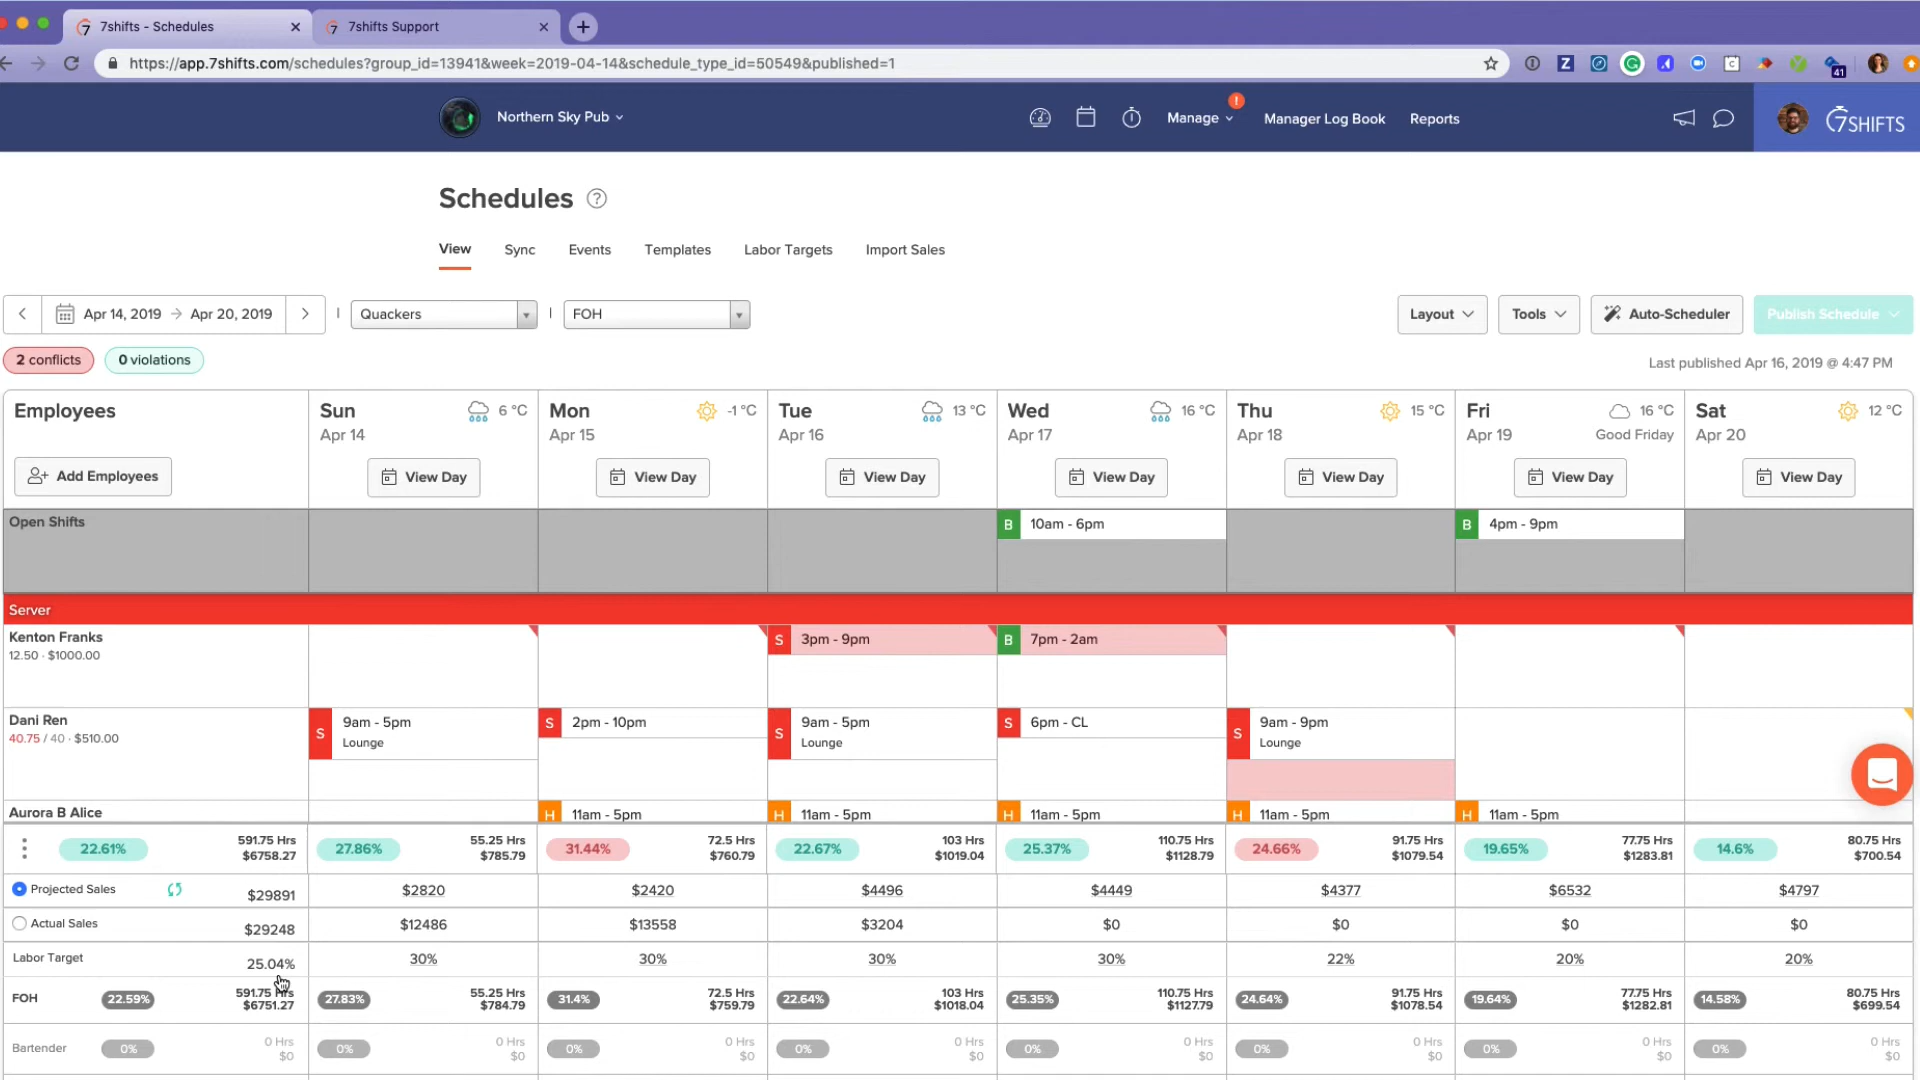 7shifts - Schedules
7shifts Support
https://app.7shifts.com/schedules?group_id=13941&week=2019-04-14&schedule_type_id=50549&published=1
41
Northern Sky Pub
Manage
Manager Log Book
Reports
7SHIFTS
Schedules
View
Sync
Events
Templates
Labor Targets
Import Sales
Apr 14, 2019 → Apr 20, 2019
Quackers
FOH
Layout
Tools
Auto-Scheduler
Publish Schedule
2 conflicts
0 violations
Last published Apr 16, 2019 @ 4:47 PM
Employees
Sun 6 °C
Mon -1 °C
Tue 13 °C
Wed 16 °C
Thu 15 °C
Fri 16 °C
Sat 12 °C
Apr 14
Apr 15
Apr 16
Apr 17
Apr 18
Apr 19 Good Friday
Apr 20
Add Employees
View Day
View Day
View Day
View Day
View Day
View Day
View Day
Open Shifts
B 10am - 6pm
B 4pm - 9pm
Server
Kenton Franks
12.50 · $1000.00
S 3pm - 9pm
B 7pm - 2am
Dani Ren
40.75 / 40 · $510.00
S 9am - 5pm
Lounge
S 2pm - 10pm
S 9am - 5pm
Lounge
S 6pm - CL
S 9am - 9pm
Lounge
Aurora B Alice
H 11am - 5pm
H 11am - 5pm
H 11am - 5pm
H 11am - 5pm
H 11am - 5pm
22.61% 591.75 Hrs
$6758.27
27.86% 55.25 Hrs
$785.79
31.44% 72.5 Hrs
$760.79
22.67% 103 Hrs
$1019.04
25.37% 110.75 Hrs
$1128.79
24.66% 91.75 Hrs
$1079.54
19.65% 77.75 Hrs
$1283.81
14.6% 80.75 Hrs
$700.54
Projected Sales $29891 $2820 $2420 $4496 $4449 $4377 $6532 $4797
Actual Sales $29248 $12486 $13558 $3204 $0 $0 $0 $0
Labor Target 25.04% 30% 30% 30% 30% 22% 20% 20%
FOH 22.59% 591.75 Hrs
$6751.27
27.83% 55.25 Hrs
$784.79
31.4% 72.5 Hrs
$759.79
22.64% 103 Hrs
$1018.04
25.35% 110.75 Hrs
$1127.79
24.64% 91.75 Hrs
$1078.54
19.64% 77.75 Hrs
$1282.81
14.58% 80.75 Hrs
$699.54
Bartender 0% 0 Hrs
$0
0% 0 Hrs
$0
0% 0 Hrs
$0
0% 0 Hrs
$0
0% 0 Hrs
$0
0% 0 Hrs
$0
0% 0 Hrs
$0
0% 0 Hrs
$0